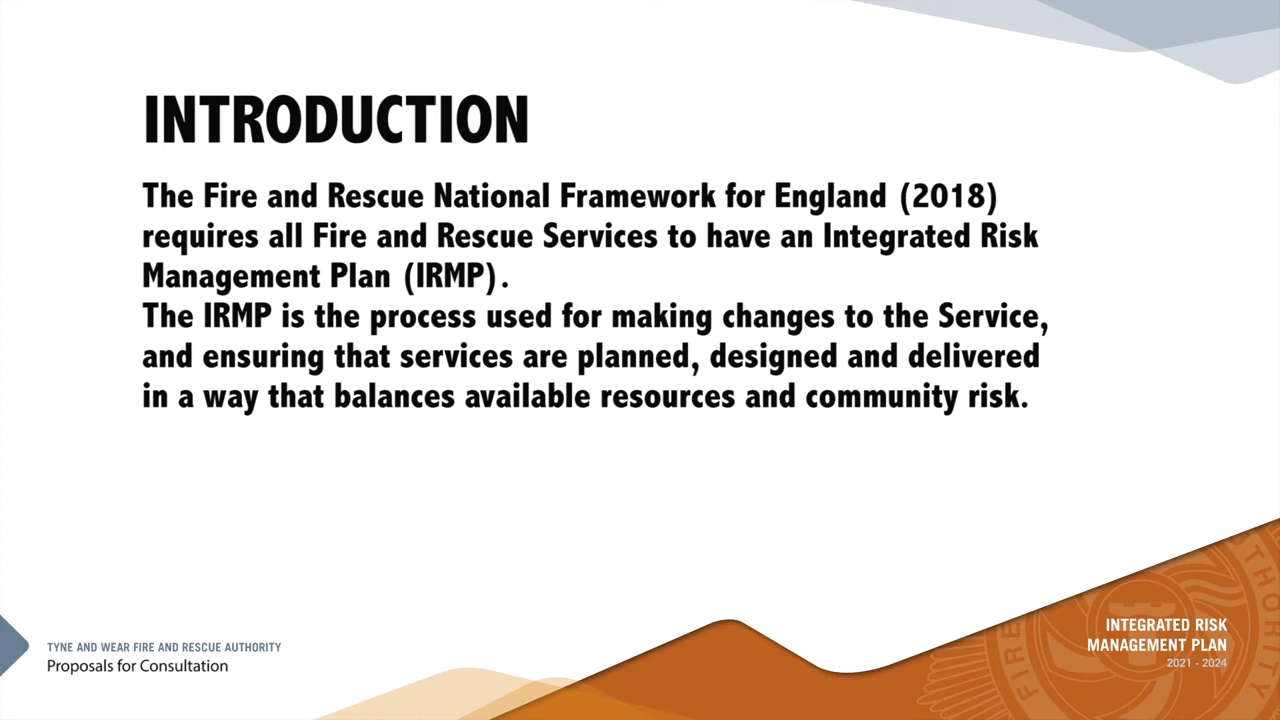 INTRODUCTION
The Fire and Rescue National Framework for England (2018)
requires all Fire and Rescue Services to have an Integrated Risk
Management Plan (IRMP).
The IRMP is the process used for making changes to the Service,
and ensuring that services are planned, designed and delivered
in a way that balances available resources and community risk.
TYNE AND WEAR FIRE AND RESCUE AUTHORITY
Proposals for Consultation
INTEGRATED RISK
MANAGEMENT PLAN
2021 - 2024
FIRE